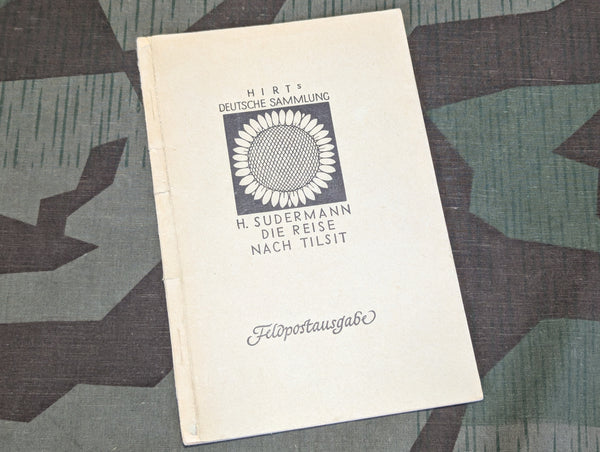 HIRTs
DEUTSCHE SAMMLUNG
H. SUDERMANN
DIE REISE
NACH TILSIT
Feldpostausgabe